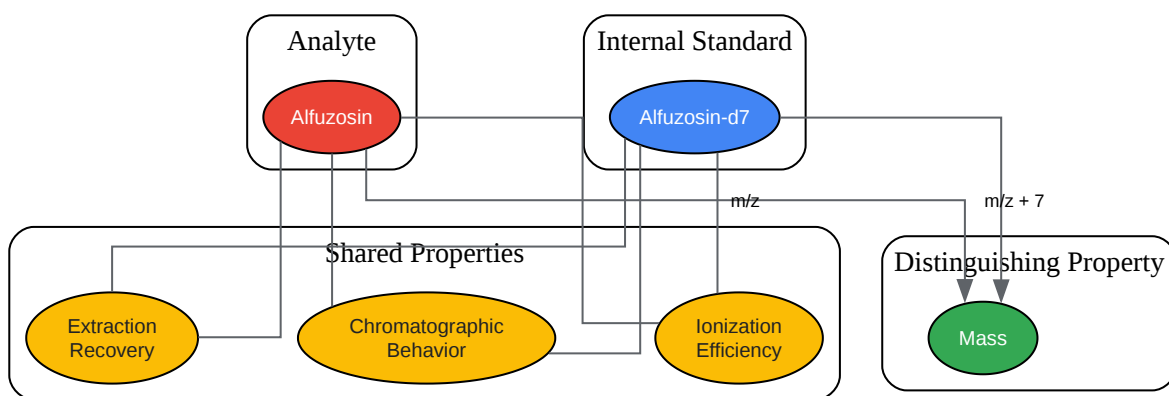 Analyte
Internal Standard
Alfuzosin
Alfuzosin-d7
m/z
m/z + 7
Shared Properties
Distinguishing Property
Extraction
Recovery
Chromatographic
Behavior
Ionization
Efficiency
Mass